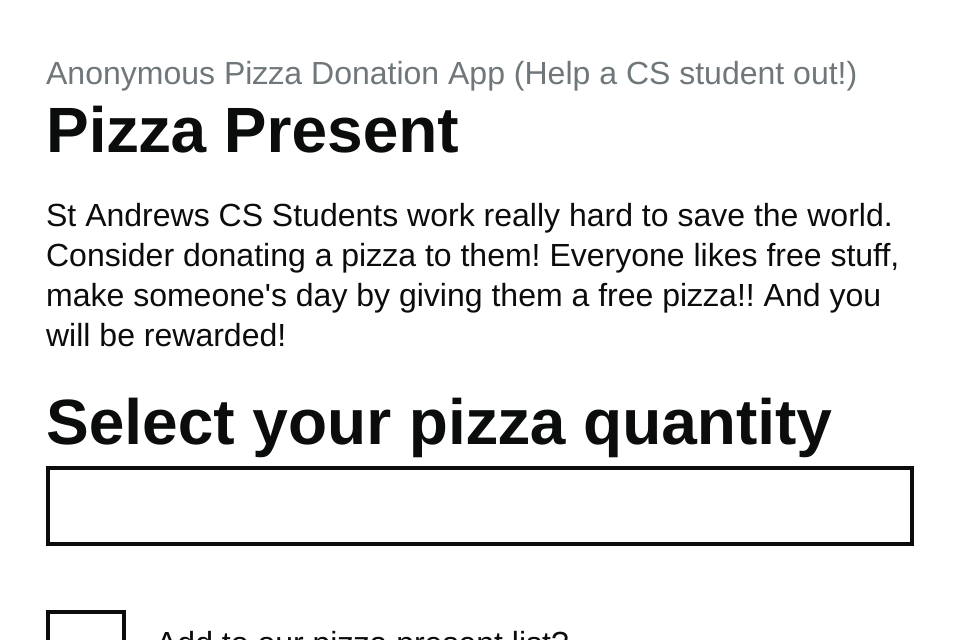 Anonymous Pizza Donation App (Help a CS student out!)
Pizza Present
St Andrews CS Students work really hard to save the world.
Consider donating a pizza to them! Everyone likes free stuff,
make someone's day by giving them a free pizza!! And you
will be rewarded!
Select your pizza quantity
Add to our pizza present list?